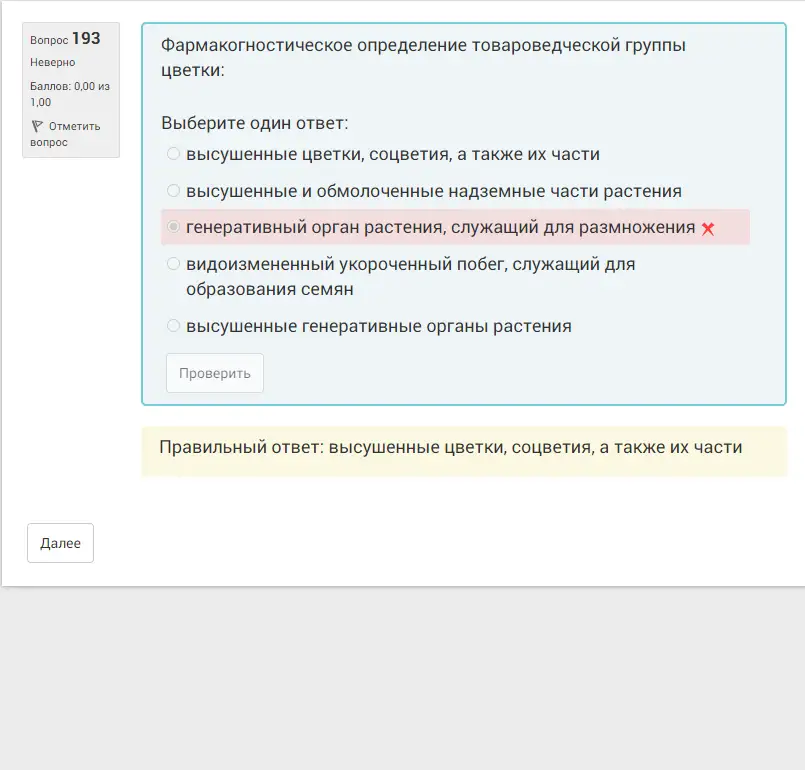 Вопрос 193
Неверно
Баллов: 0,00 из
1,00
Отметить
вопрос
Фармакогностическое определение товароведческой группы
цветки:
Выберите один ответ:
высушенные цветки, соцветия, а также их части
высушенные и обмолоченные надземные части растения
генеративный орган растения, служащий для размножения
видоизмененный укороченный побег, служащий для
образования семян
высушенные генеративные органы растения
Проверить
Правильный ответ: высушенные цветки, соцветия, а также их части
Далее